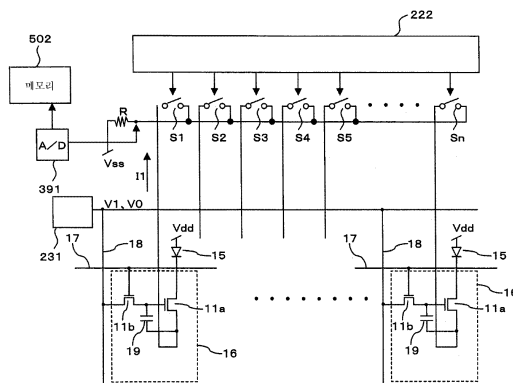 222
502
메모리
R
A/D
Vss
391
S1 S2 S3 S4 S5 Sn
I1
V1、V0
231
17 18 Vdd 15
17 18 Vdd 15
16
11a
11b
19
16
11a
11b
19
16